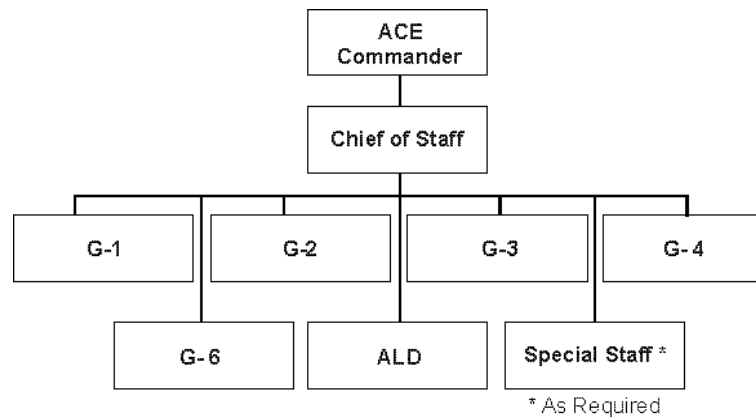 ACE
Commander
Chief of Staff
G-1
G-2
G-3
G-4
G-6
ALD
Special Staff *
* As Required